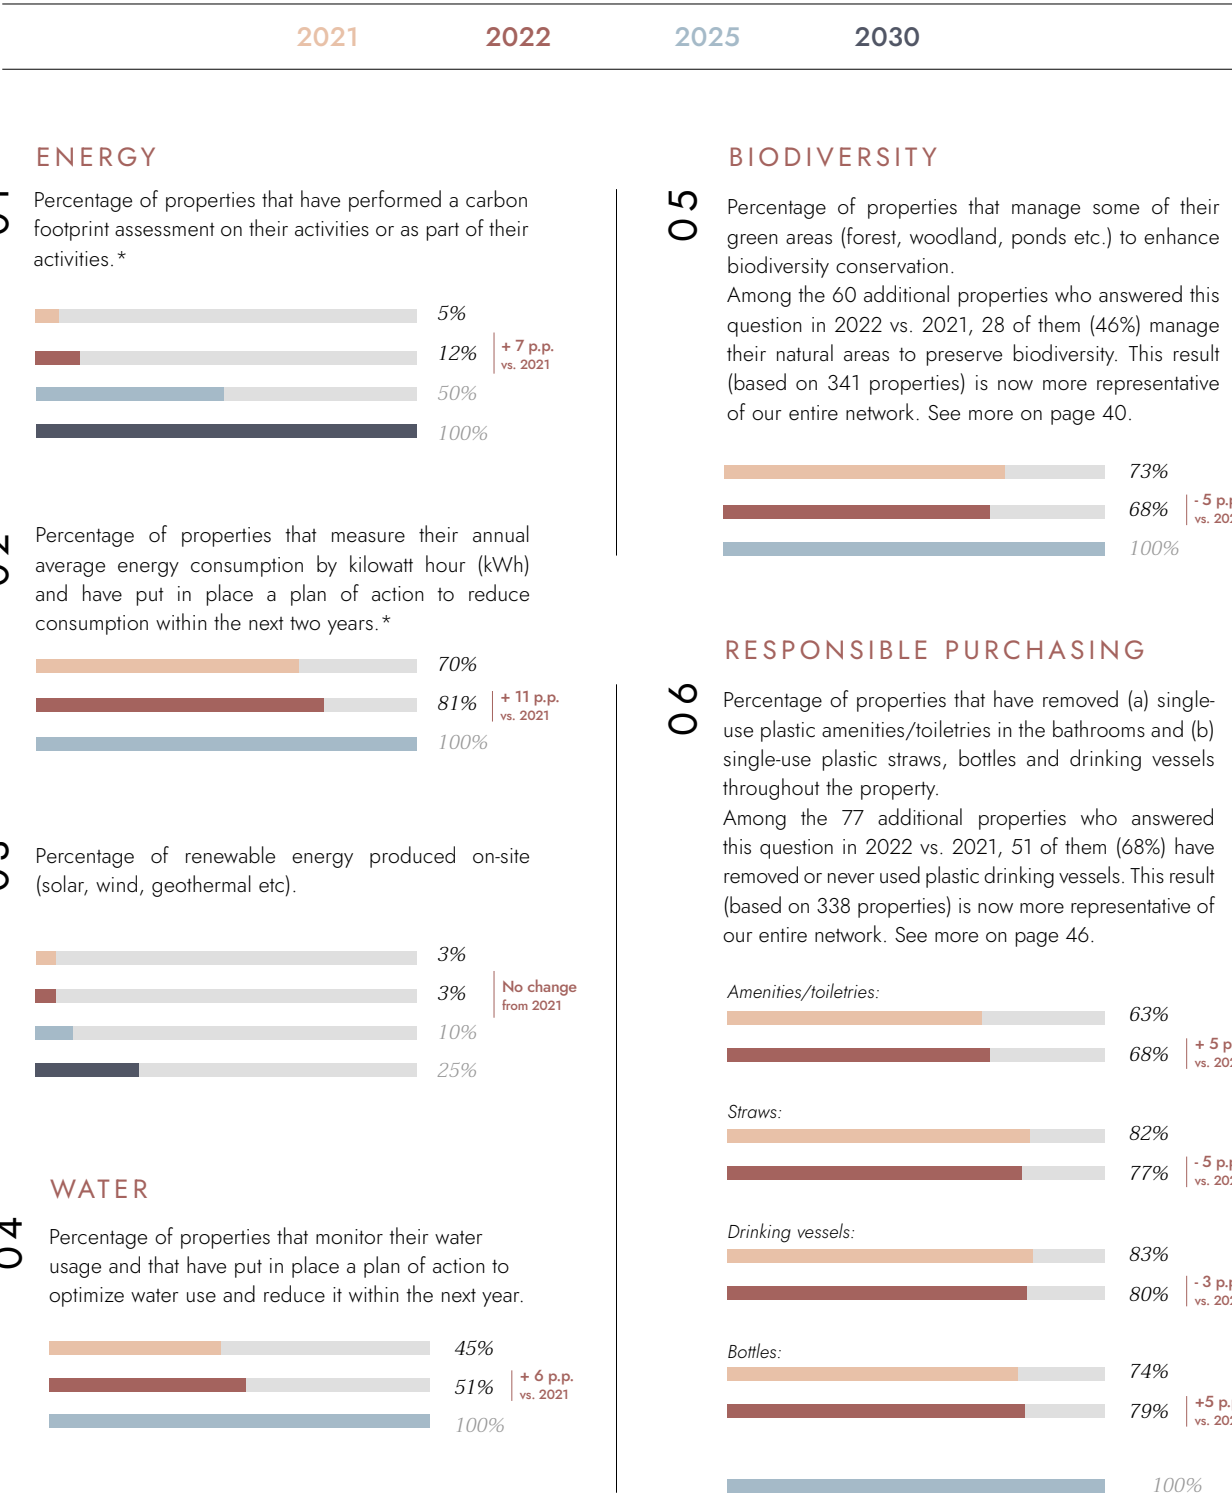 2021 2022 2025 2030
ENERGY
Percentage of properties that have performed a carbon
footprint assessment on their activities or as part of their
activities.*
5%
12% + 7 p.p.
vs. 2021
50%
100%
Percentage of properties that measure their annual
average energy consumption by kilowatt hour (kWh)
and have put in place a plan of action to reduce
consumption within the next two years.*
70%
81% + 11 p.p.
vs. 2021
100%
Percentage of renewable energy produced on-site
(solar, wind, geothermal etc).
3%
3% No change
from 2021
10%
25%
WATER
04
Percentage of properties that monitor their water
usage and that have put in place a plan of action to
optimize water use and reduce it within the next year.
45%
51% + 6 p.p.
vs. 2021
100%
BIODIVERSITY
05
Percentage of properties that manage some of their
green areas (forest, woodland, ponds etc.) to enhance
biodiversity conservation.
Among the 60 additional properties who answered this
question in 2022 vs. 2021, 28 of them (46%) manage
their natural areas to preserve biodiversity. This result
(based on 341 properties) is now more representative
of our entire network. See more on page 40.
73%
68% - 5
vs.
100%
RESPONSIBLE PURCHASING
06
Percentage of properties that have removed (a) single-
use plastic amenities/toiletries in the bathrooms and (b)
single-use plastic straws, bottles and drinking vessels
throughout the property.
Among the 77 additional properties who answered
this question in 2022 vs. 2021, 51 of them (68%) have
removed or never used plastic drinking vessels. This result
(based on 338 properties) is now more representative of
our entire network. See more on page 46.
Amenities/toiletries:
63%
68% + 5
vs.
Straws:
82%
77% - 5
vs.
Drinking vessels:
83%
80% - 3
vs.
Bottles:
74%
79% +5
vs.
100%